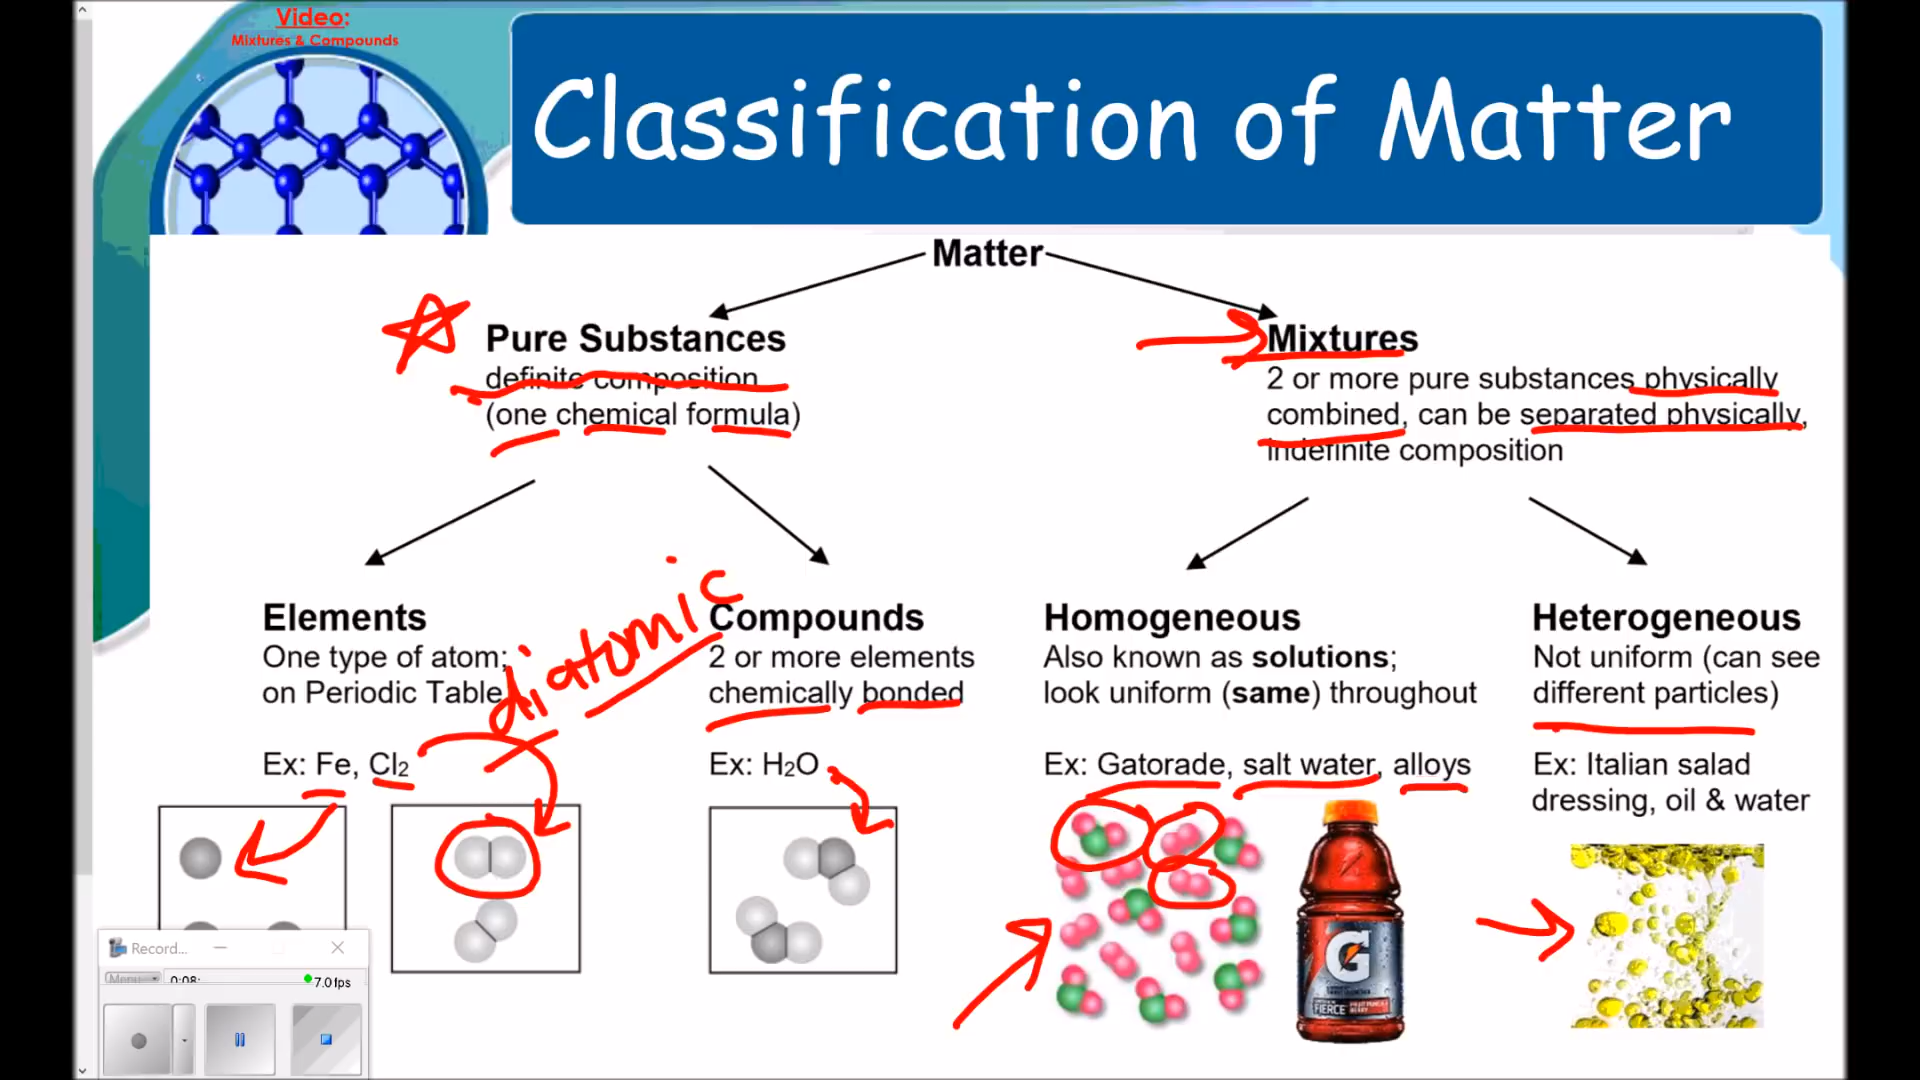 Video:
Mixtures & Compounds
Classification of Matter
Matter
Pure Substances
definite composition
(one chemical formula)
Mixtures
2 or more pure substances physically
combined, can be separated physically,
indefinite composition
diatomic
Elements
One type of atom;
on Periodic Table
Ex: Fe, Cl₂
Compounds
2 or more elements
chemically bonded
Ex: H₂O
Homogeneous
Also known as solutions;
look uniform (same) throughout
Ex: Gatorade, salt water, alloys
Heterogeneous
Not uniform (can see
different particles)
Ex: Italian salad
dressing, oil & water
G
FIERCE
Record...
Menu
0:08:
7.0 fps